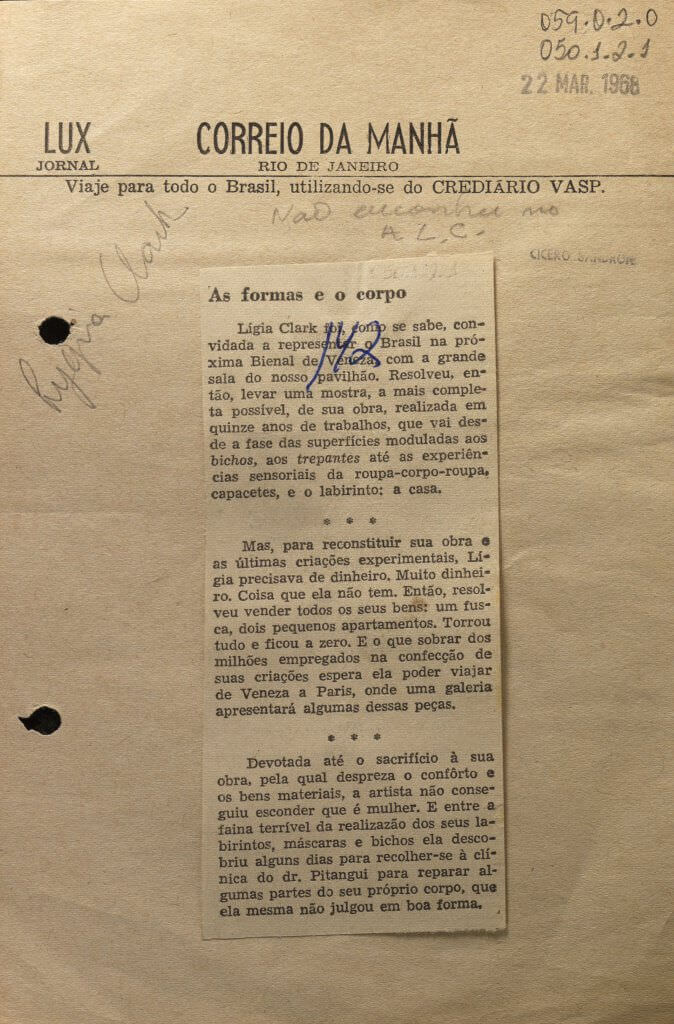 059.0.2.0
050.1.2.1
22 MAR. 1968
LUX CORREIO DA MANHÃ
JORNAL RIO DE JANEIRO
Viaje para todo o Brasil, utilizando-se do CREDIÁRIO VASP.
Não encontrei no
A L.C.
CICERO SANDRONI
Lygia Clark
As formas e o corpo
142
Lígia Clark foi, como se sabe, con-
vidada a representar o Brasil na pró-
xima Bienal de Veneza, com a grande
sala do nosso pavilhão. Resolveu, en-
tão, levar uma mostra, a mais comple-
ta possível, de sua obra, realizada em
quinze anos de trabalhos, que vai des-
de a fase das superfícies moduladas aos
bichos, aos trepantes até as experiên-
cias sensoriais da roupa-corpo-roupa,
capacetes, e o labirinto: a casa.
* * *
Mas, para reconstituir sua obra e
as últimas criações experimentais, Lí-
gia precisava de dinheiro. Muito dinhei-
ro. Coisa que ela não tem. Então, resol-
veu vender todos os seus bens: um fus-
ca, dois pequenos apartamentos. Torrou
tudo e ficou a zero. E o que sobrar dos
milhões empregados na confecção de
suas criações espera ela poder viajar
de Veneza a Paris, onde uma galeria
apresentará algumas dessas peças.
* * *
Devotada até o sacrifício à sua
obra, pela qual despreza o confôrto e
os bens materiais, a artista não conse-
guiu esconder que é mulher. E entre a
faina terrível da realizazão dos seus la-
birintos, máscaras e bichos ela desco-
briu alguns dias para recolher-se à clí-
nica do dr. Pitangui para reparar al-
gumas partes do seu próprio corpo, que
ela mesma não julgou em boa forma.